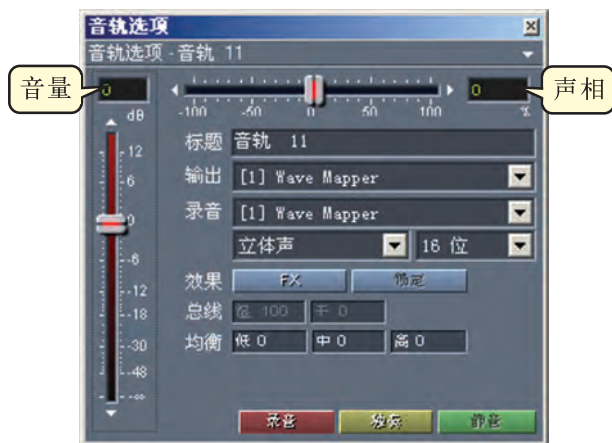 音轨选项
音轨选项 - 音轨 11
音量
0
0
声相
dB
-100 -50 0 50 100 %
12
6
0
-6
-12
-18
-30
-48
-∞
标题 音轨 11
输出 [1] Wave Mapper
录音 [1] Wave Mapper
立体声 16 位
效果 FX 锁定
总线 湿 100 干 0
均衡 低 0 中 0 高 0
录音 独奏 静音